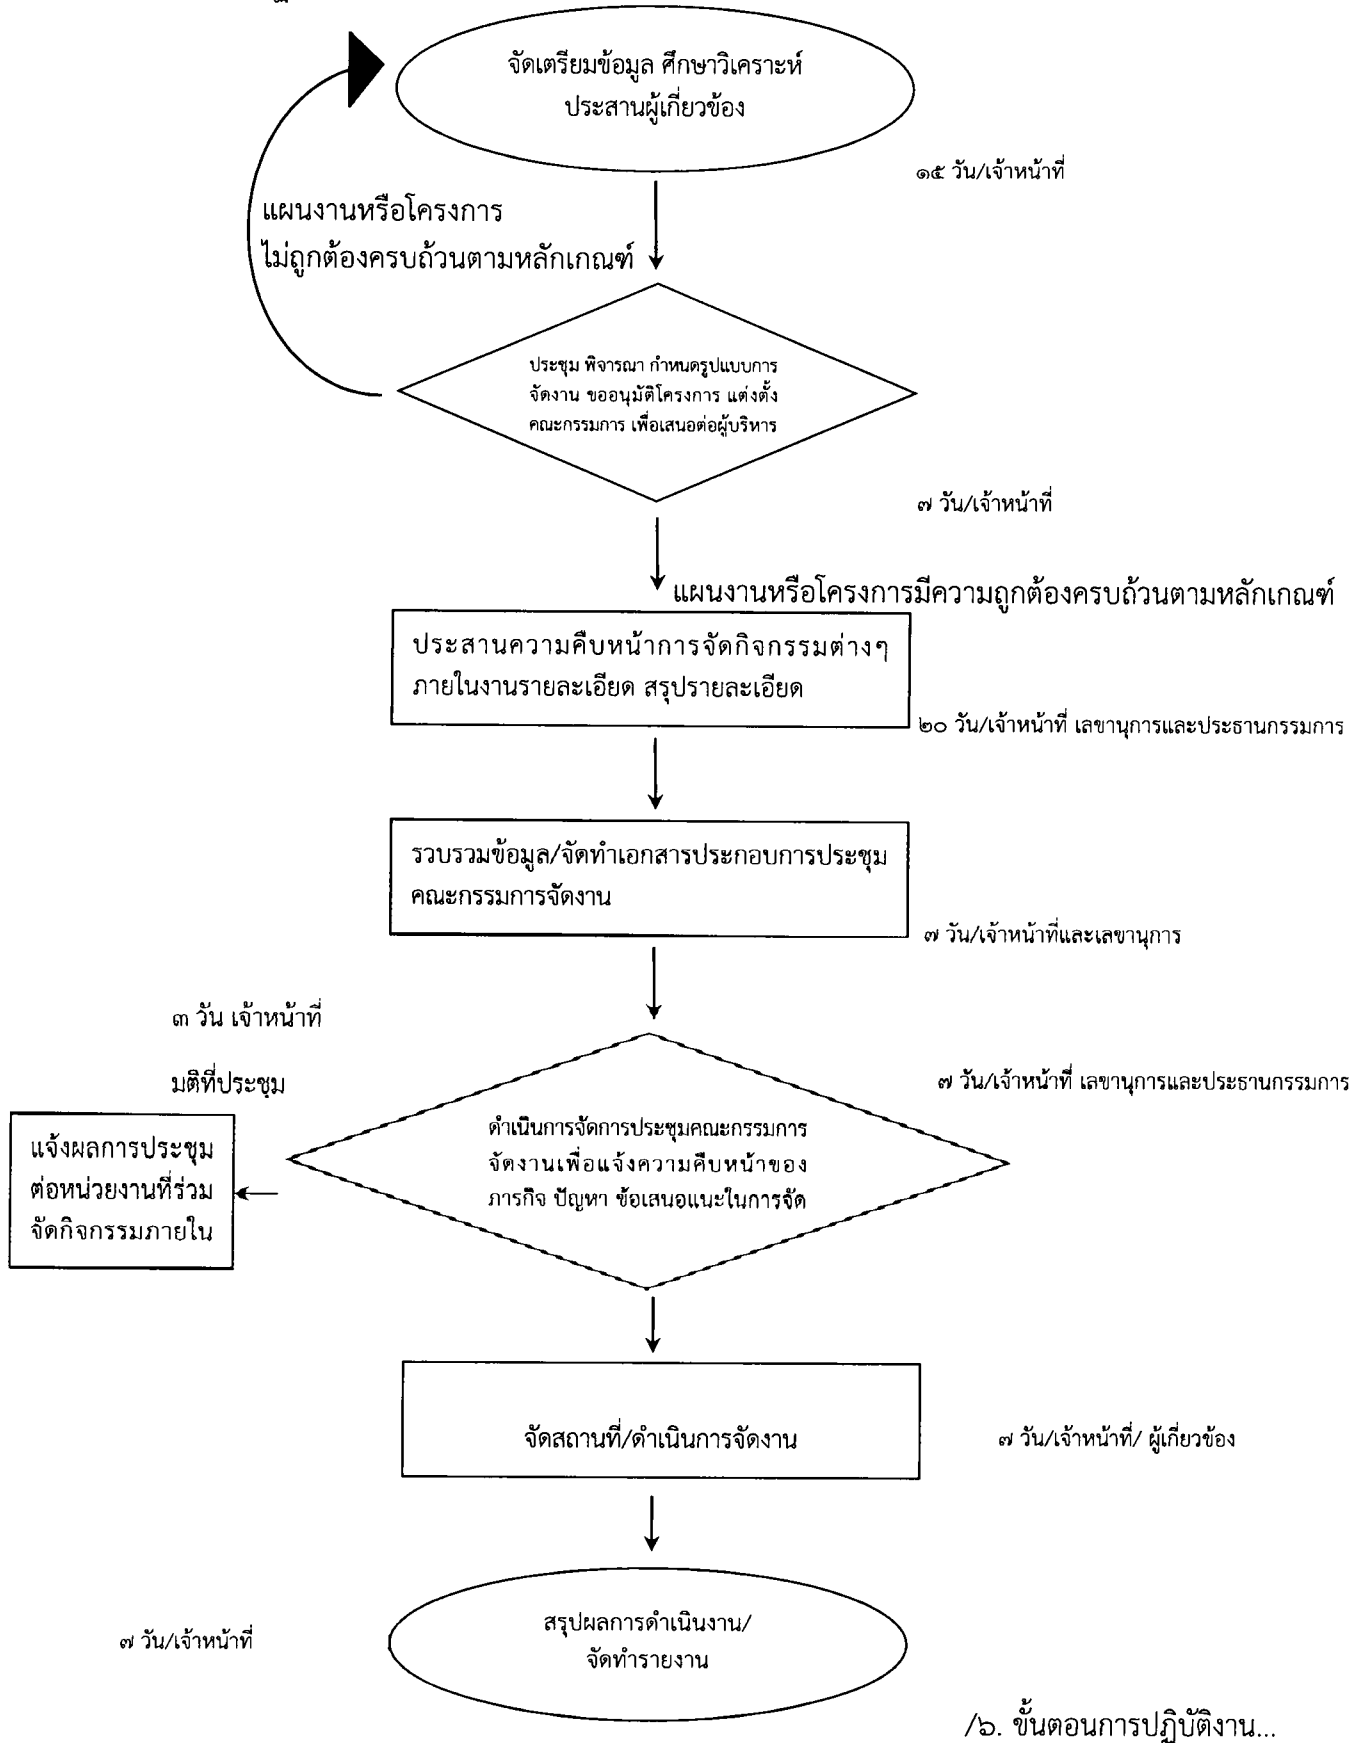 จัดเตรียมข้อมูล ศึกษาวิเคราะห์
ประสานผู้เกี่ยวข้อง
๑๕ วัน/เจ้าหน้าที่
แผนงานหรือโครงการ
ไม่ถูกต้องครบถ้วนตามหลักเกณฑ์
ประชุม พิจารณา กำหนดรูปแบบการ
จัดงาน ขออนุมัติโครงการ แต่งตั้ง
คณะกรรมการ เพื่อเสนอต่อผู้บริหาร
๗ วัน/เจ้าหน้าที่
แผนงานหรือโครงการมีความถูกต้องครบถ้วนตามหลักเกณฑ์
ประสานความคืบหน้าการจัดกิจกรรมต่างๆ
ภายในงานรายละเอียด สรุปรายละเอียด
๒๐ วัน/เจ้าหน้าที่ เลขานุการและประธานกรรมการ
รวบรวมข้อมูล/จัดทำเอกสารประกอบการประชุม
คณะกรรมการจัดงาน
๗ วัน/เจ้าหน้าที่และเลขานุการ
๓ วัน เจ้าหน้าที่
มติที่ประชุม
๗ วัน/เจ้าหน้าที่ เลขานุการและประธานกรรมการ
แจ้งผลการประชุม
ต่อหน่วยงานที่ร่วม
จัดกิจกรรมภายใน
ดำเนินการจัดการประชุมคณะกรรมการ
จัดงานเพื่อแจ้งความคืบหน้าของ
ภารกิจ ปัญหา ข้อเสนอแนะในการจัด
จัดสถานที่/ดำเนินการจัดงาน
๗ วัน/เจ้าหน้าที่/ ผู้เกี่ยวข้อง
สรุปผลการดำเนินงาน/
จัดทำรายงาน
๗ วัน/เจ้าหน้าที่
/๖. ขั้นตอนการปฏิบัติงาน...